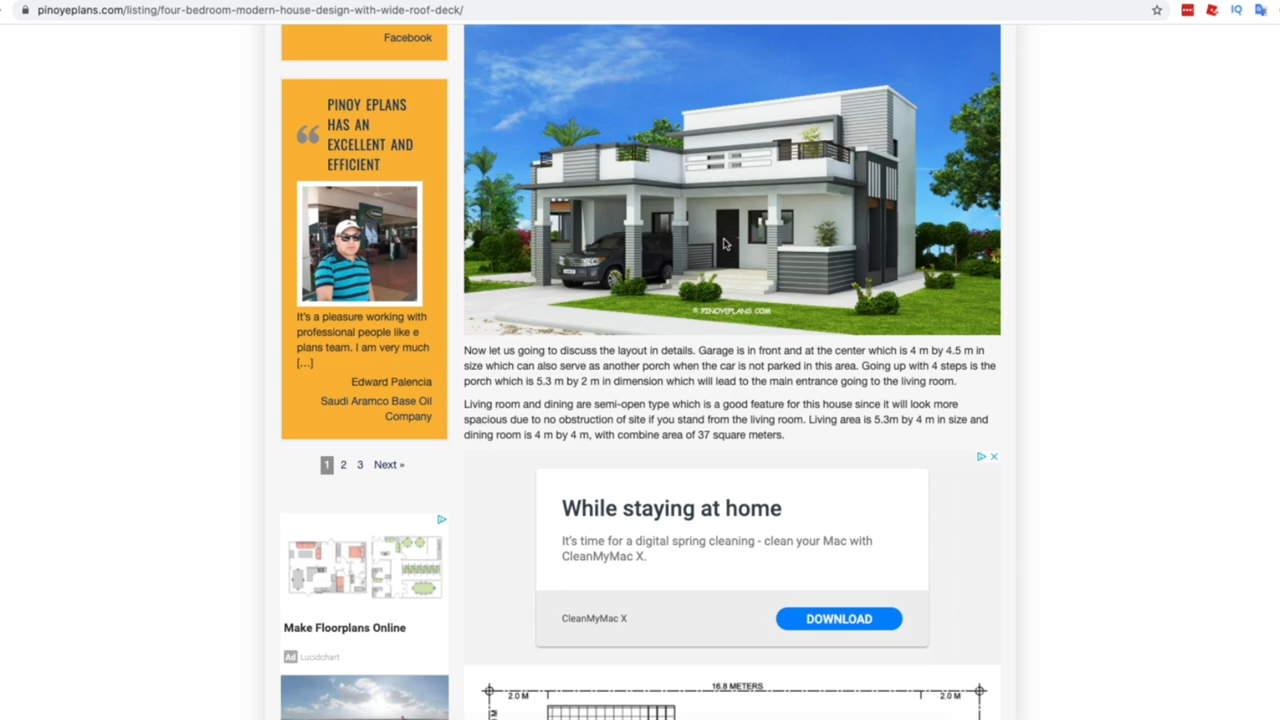 pinoyeplans.com/listing/four-bedroom-modern-house-design-with-wide-roof-deck/
Facebook
PINOY EPLANS
HAS AN
EXCELLENT AND
EFFICIENT
It's a pleasure working with
professional people like e
plans team. I am very much
[...]
Edward Palencia
Saudi Aramco Base Oil
Company
1 2 3 Next »
Make Floorplans Online
Ad Lucidchart
© PINOYEPLANS.COM
Now let us going to discuss the layout in details. Garage is in front and at the center which is 4 m by 4.5 m in
size which can also serve as another porch when the car is not parked in this area. Going up with 4 steps is the
porch which is 5.3 m by 2 m in dimension which will lead to the main entrance going to the living room.
Living room and dining are semi-open type which is a good feature for this house since it will look more
spacious due to no obstruction of site if you stand from the living room. Living area is 5.3m by 4 m in size and
dining room is 4 m by 4 m, with combine area of 37 square meters.
While staying at home
It's time for a digital spring cleaning - clean your Mac with
CleanMyMac X.
CleanMyMac X
DOWNLOAD
16.8 METERS
2.0 M 2.0 M